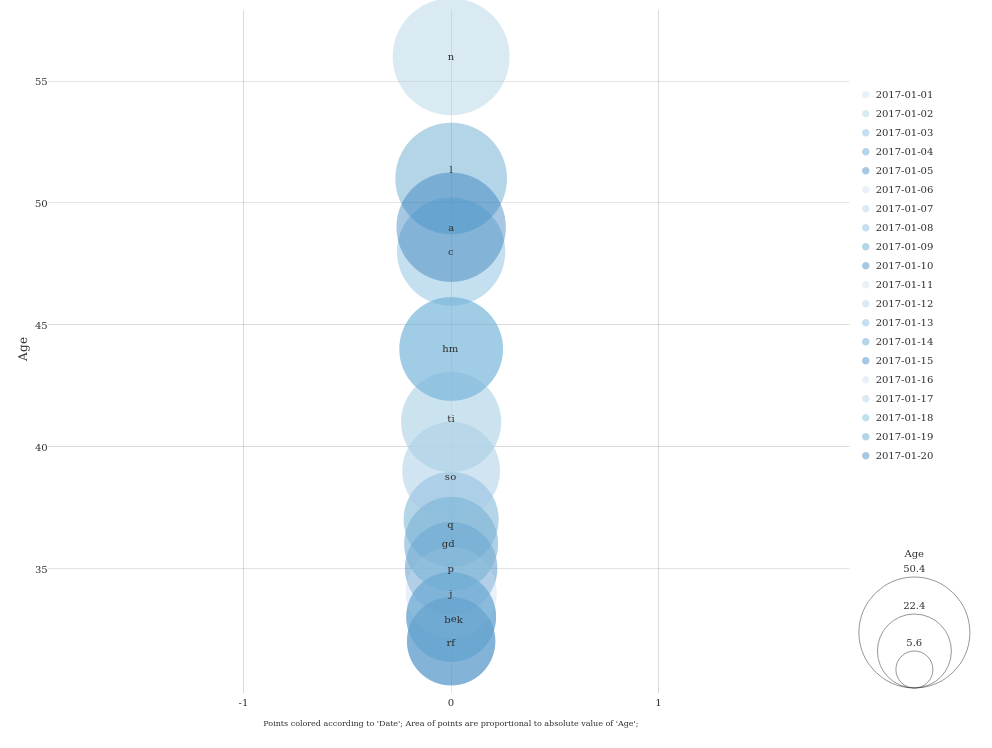 n
55
2017-01-01
2017-01-02
2017-01-03
2017-01-04
l
2017-01-05
2017-01-06
50
2017-01-07
a
2017-01-08
2017-01-09
c
2017-01-10
2017-01-11
2017-01-12
45
2017-01-13
2017-01-14
Age
hm
2017-01-15
2017-01-16
2017-01-17
ti
2017-01-18
2017-01-19
40
2017-01-20
so
q
gd
35
p
j
bek
rf
Age
50.4
22.4
5.6
-1 0 1
Points colored according to 'Date'; Area of points are proportional to absolute value of 'Age';